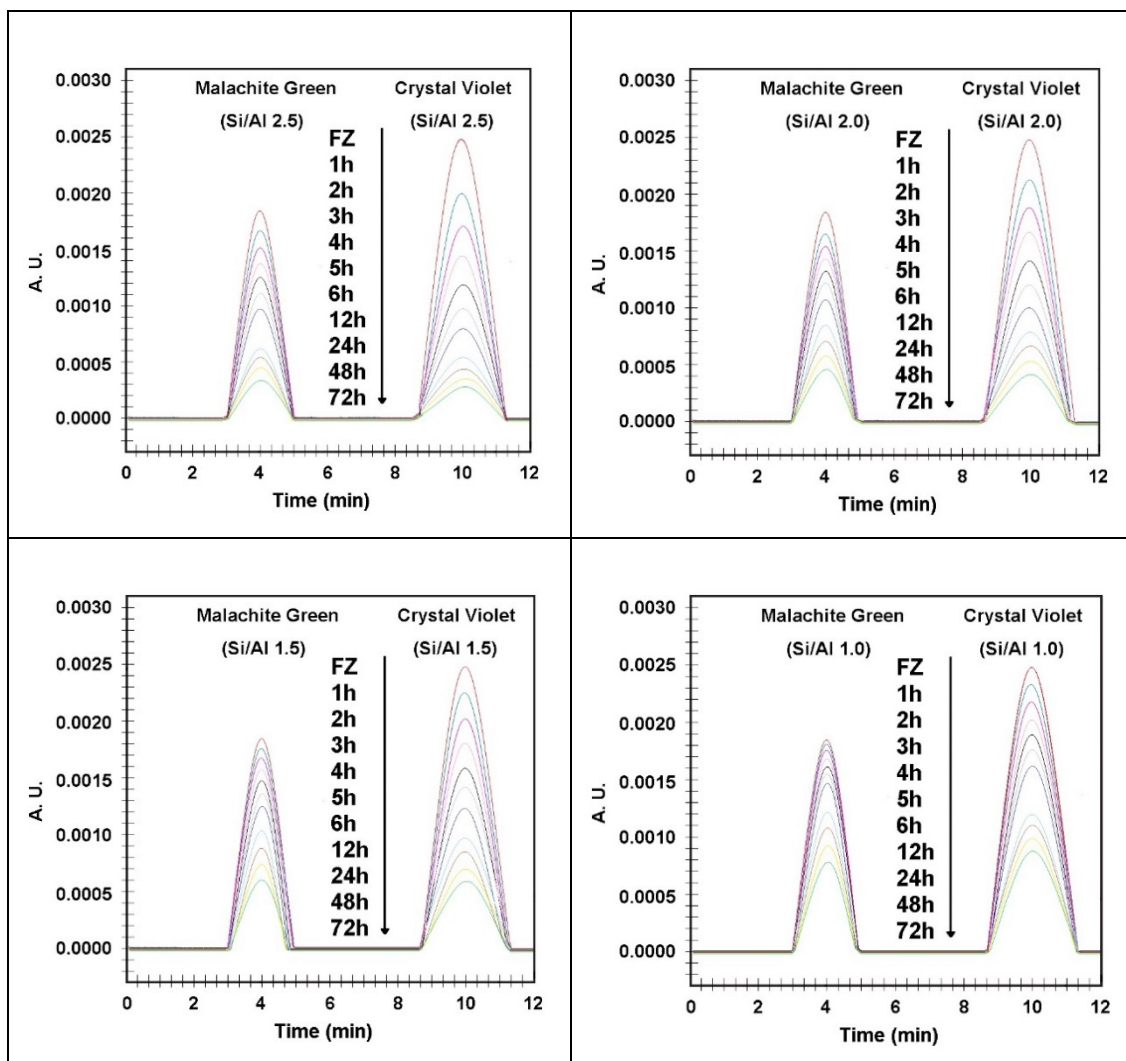 0.0030
0.0025
0.0020
0.0015
0.0010
0.0005
0.0000
A. U.
Malachite Green
(Si/Al 2.5)
Crystal Violet
(Si/Al 2.5)
FZ
1h
2h
3h
4h
5h
6h
12h
24h
48h
72h
0 2 4 6 8 10 12
Time (min)
0.0030
0.0025
0.0020
0.0015
0.0010
0.0005
0.0000
A. U.
Malachite Green
(Si/Al 2.0)
Crystal Violet
(Si/Al 2.0)
FZ
1h
2h
3h
4h
5h
6h
12h
24h
48h
72h
0 2 4 6 8 10 12
Time (min)
0.0030
0.0025
0.0020
0.0015
0.0010
0.0005
0.0000
A. U.
Malachite Green
(Si/Al 1.5)
Crystal Violet
(Si/Al 1.5)
FZ
1h
2h
3h
4h
5h
6h
12h
24h
48h
72h
0 2 4 6 8 10 12
Time (min)
0.0030
0.0025
0.0020
0.0015
0.0010
0.0005
0.0000
A. U.
Malachite Green
(Si/Al 1.0)
Crystal Violet
(Si/Al 1.0)
FZ
1h
2h
3h
4h
5h
6h
12h
24h
48h
72h
0 2 4 6 8 10 12
Time (min)